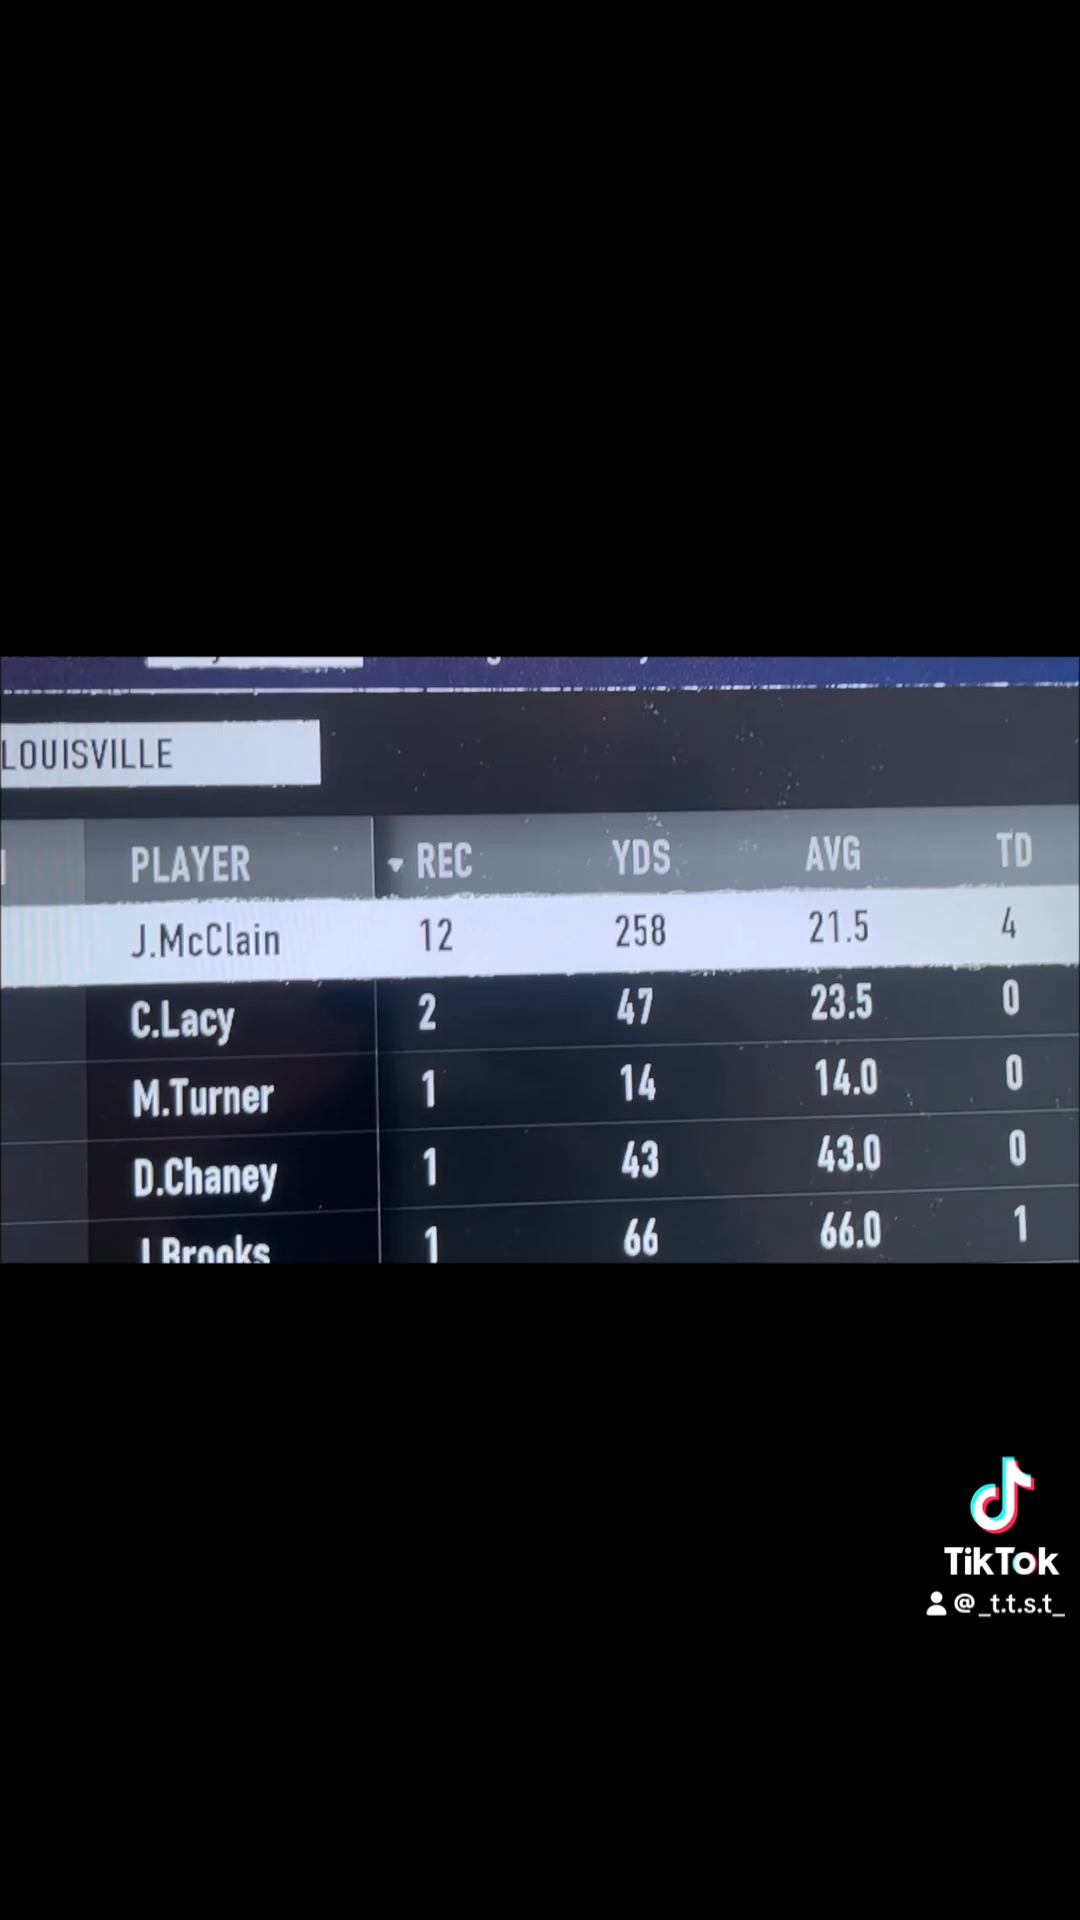 LOUISVILLE
PLAYER REC YDS AVG TD
J.McClain 12 258 21.5 4
C.Lacy 2 47 23.5 0
M.Turner 1 14 14.0 0
D.Chaney 1 43 43.0 0
Brooks 1 66 66.0 1
TikTok
@_t.t.s.t_